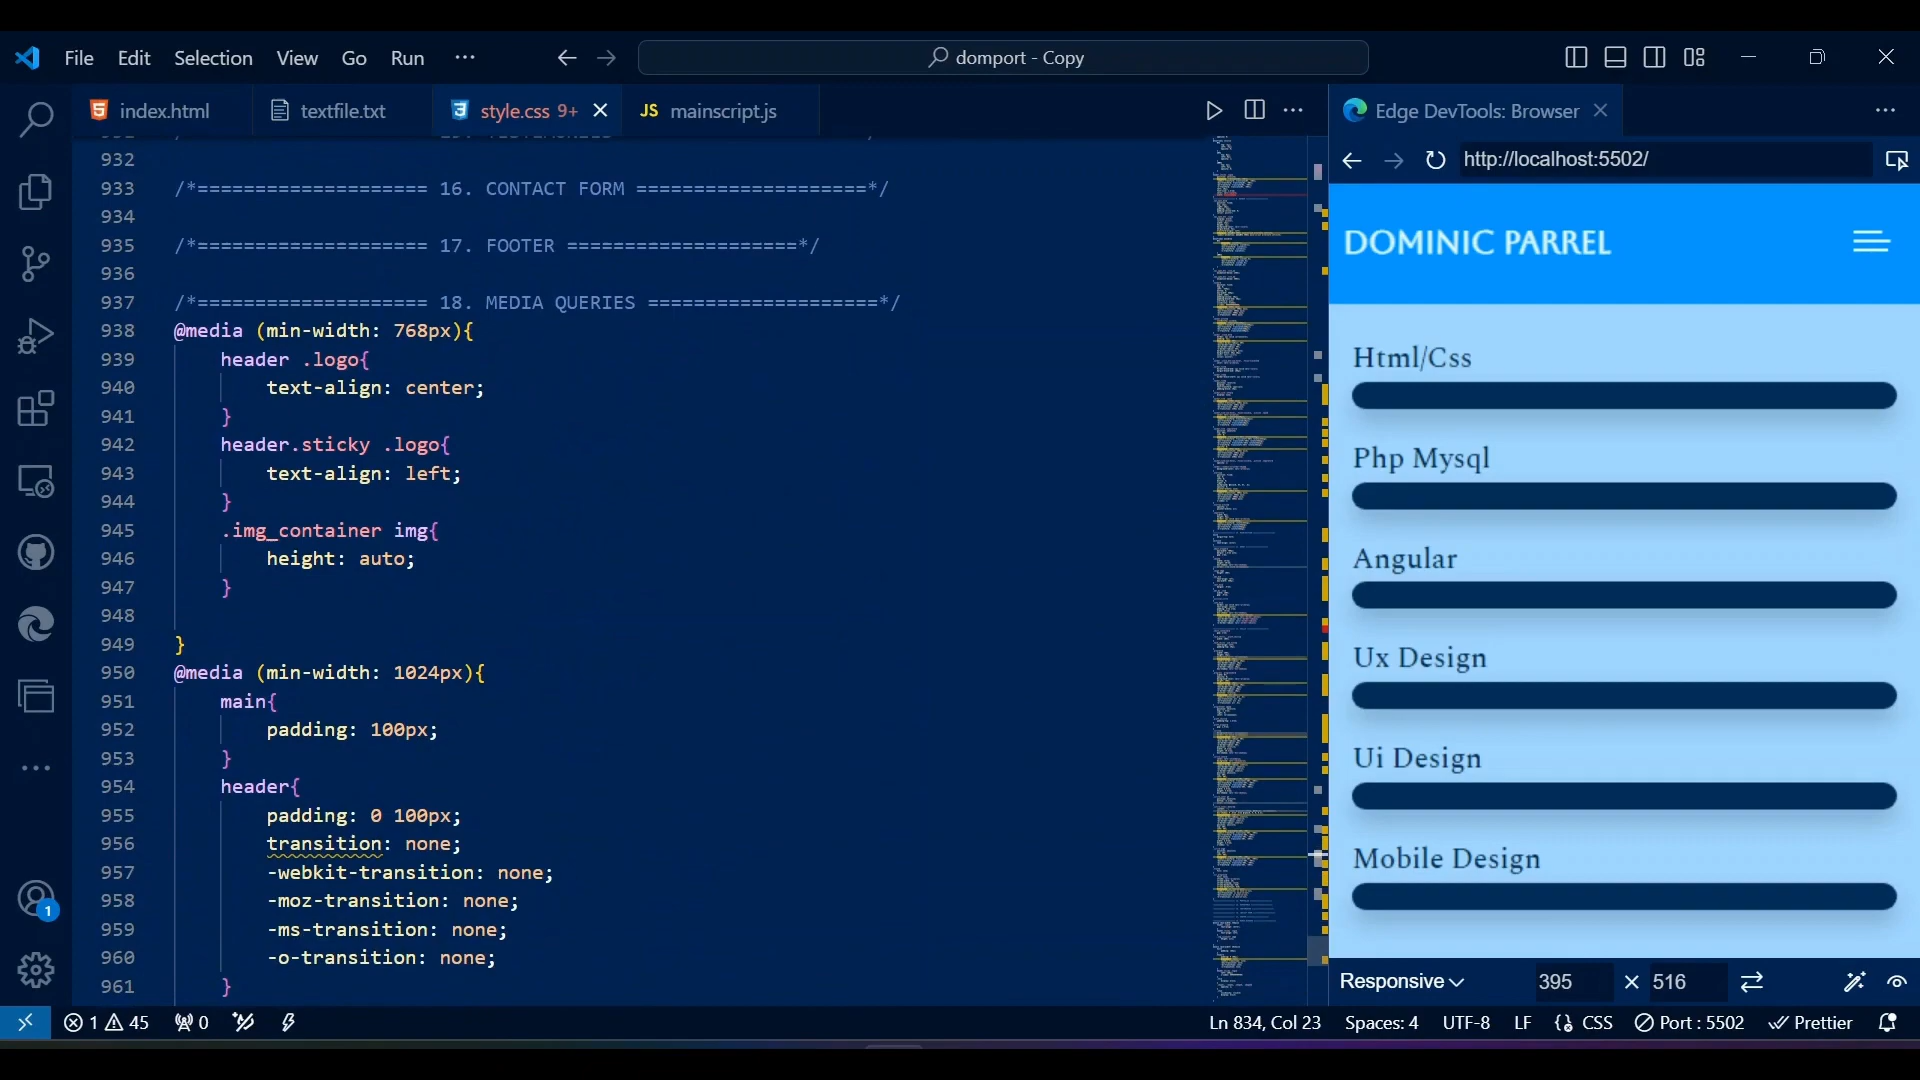 File Edit Selection View Go Run ··· domport - Copy
index.html textfile.txt style.css 9+ JS mainscript.js
932
933 /*==================== 16. CONTACT FORM ====================*/
934
935 /*==================== 17. FOOTER ====================*/
936
937 /*==================== 18. MEDIA QUERIES ====================*/
938 @media (min-width: 768px){
939 header .logo{
940 text-align: center;
941 }
942 header.sticky .logo{
943 text-align: left;
944 }
945 .img_container img{
946 height: auto;
947 }
948
949 }
950 @media (min-width: 1024px){
951 main{
952 padding: 100px;
953 }
954 header{
955 padding: 0 100px;
956 transition: none;
957 -webkit-transition: none;
958 -moz-transition: none;
959 -ms-transition: none;
960 -o-transition: none;
961 }
Edge DevTools: Browser
http://localhost:5502/
DOMINIC PARREL
Html/Css
Php Mysql
Angular
Ux Design
Ui Design
Mobile Design
Responsive 395 × 516
1
1 45 0 Ln 834, Col 23 Spaces: 4 UTF-8 LF {} CSS Port : 5502 Prettier